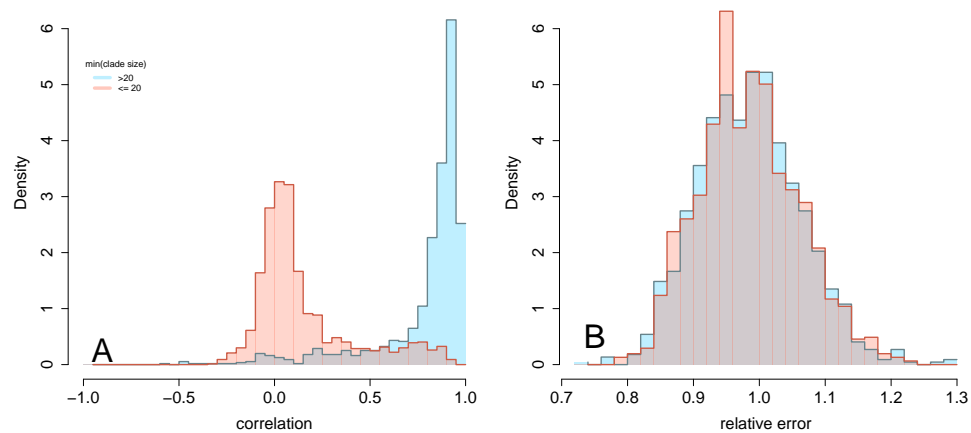 min(clade size)
>20
<= 20
Density
0 1 2 3 4 5 6
A
−1.0 −0.5 0.0 0.5 1.0
correlation
Density
0 1 2 3 4 5 6
B
0.7 0.8 0.9 1.0 1.1 1.2 1.3
relative error